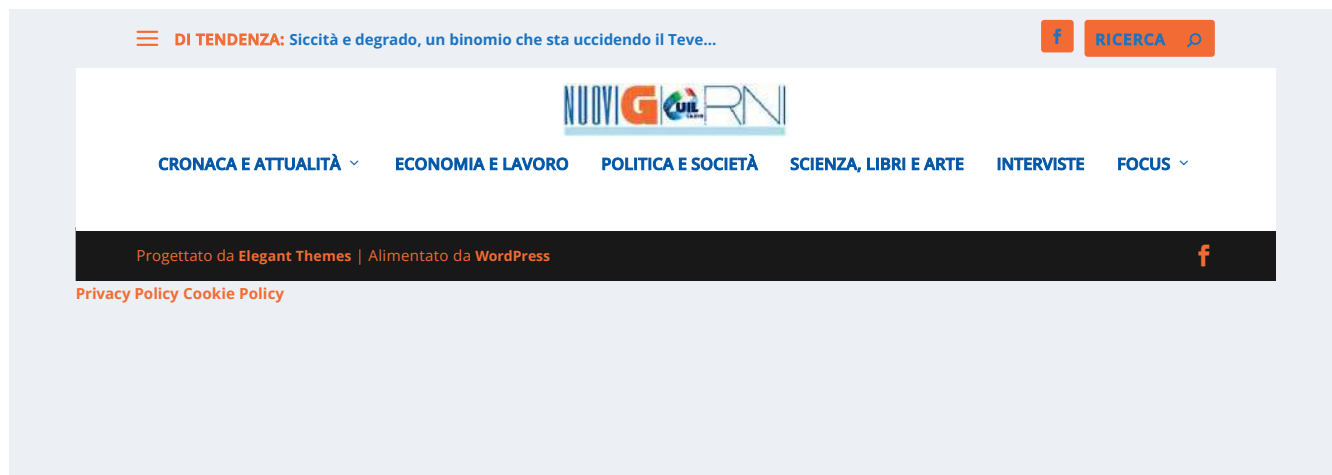 DI TENDENZA: Siccità e degrado, un binomio che sta uccidendo il Teve...
RICERCA
NUOVI GIORNI
UIL
CRONACA E ATTUALITÀ ECONOMIA E LAVORO POLITICA E SOCIETÀ SCIENZA, LIBRI E ARTE INTERVISTE FOCUS
Progettato da Elegant Themes | Alimentato da WordPress
Privacy Policy Cookie Policy